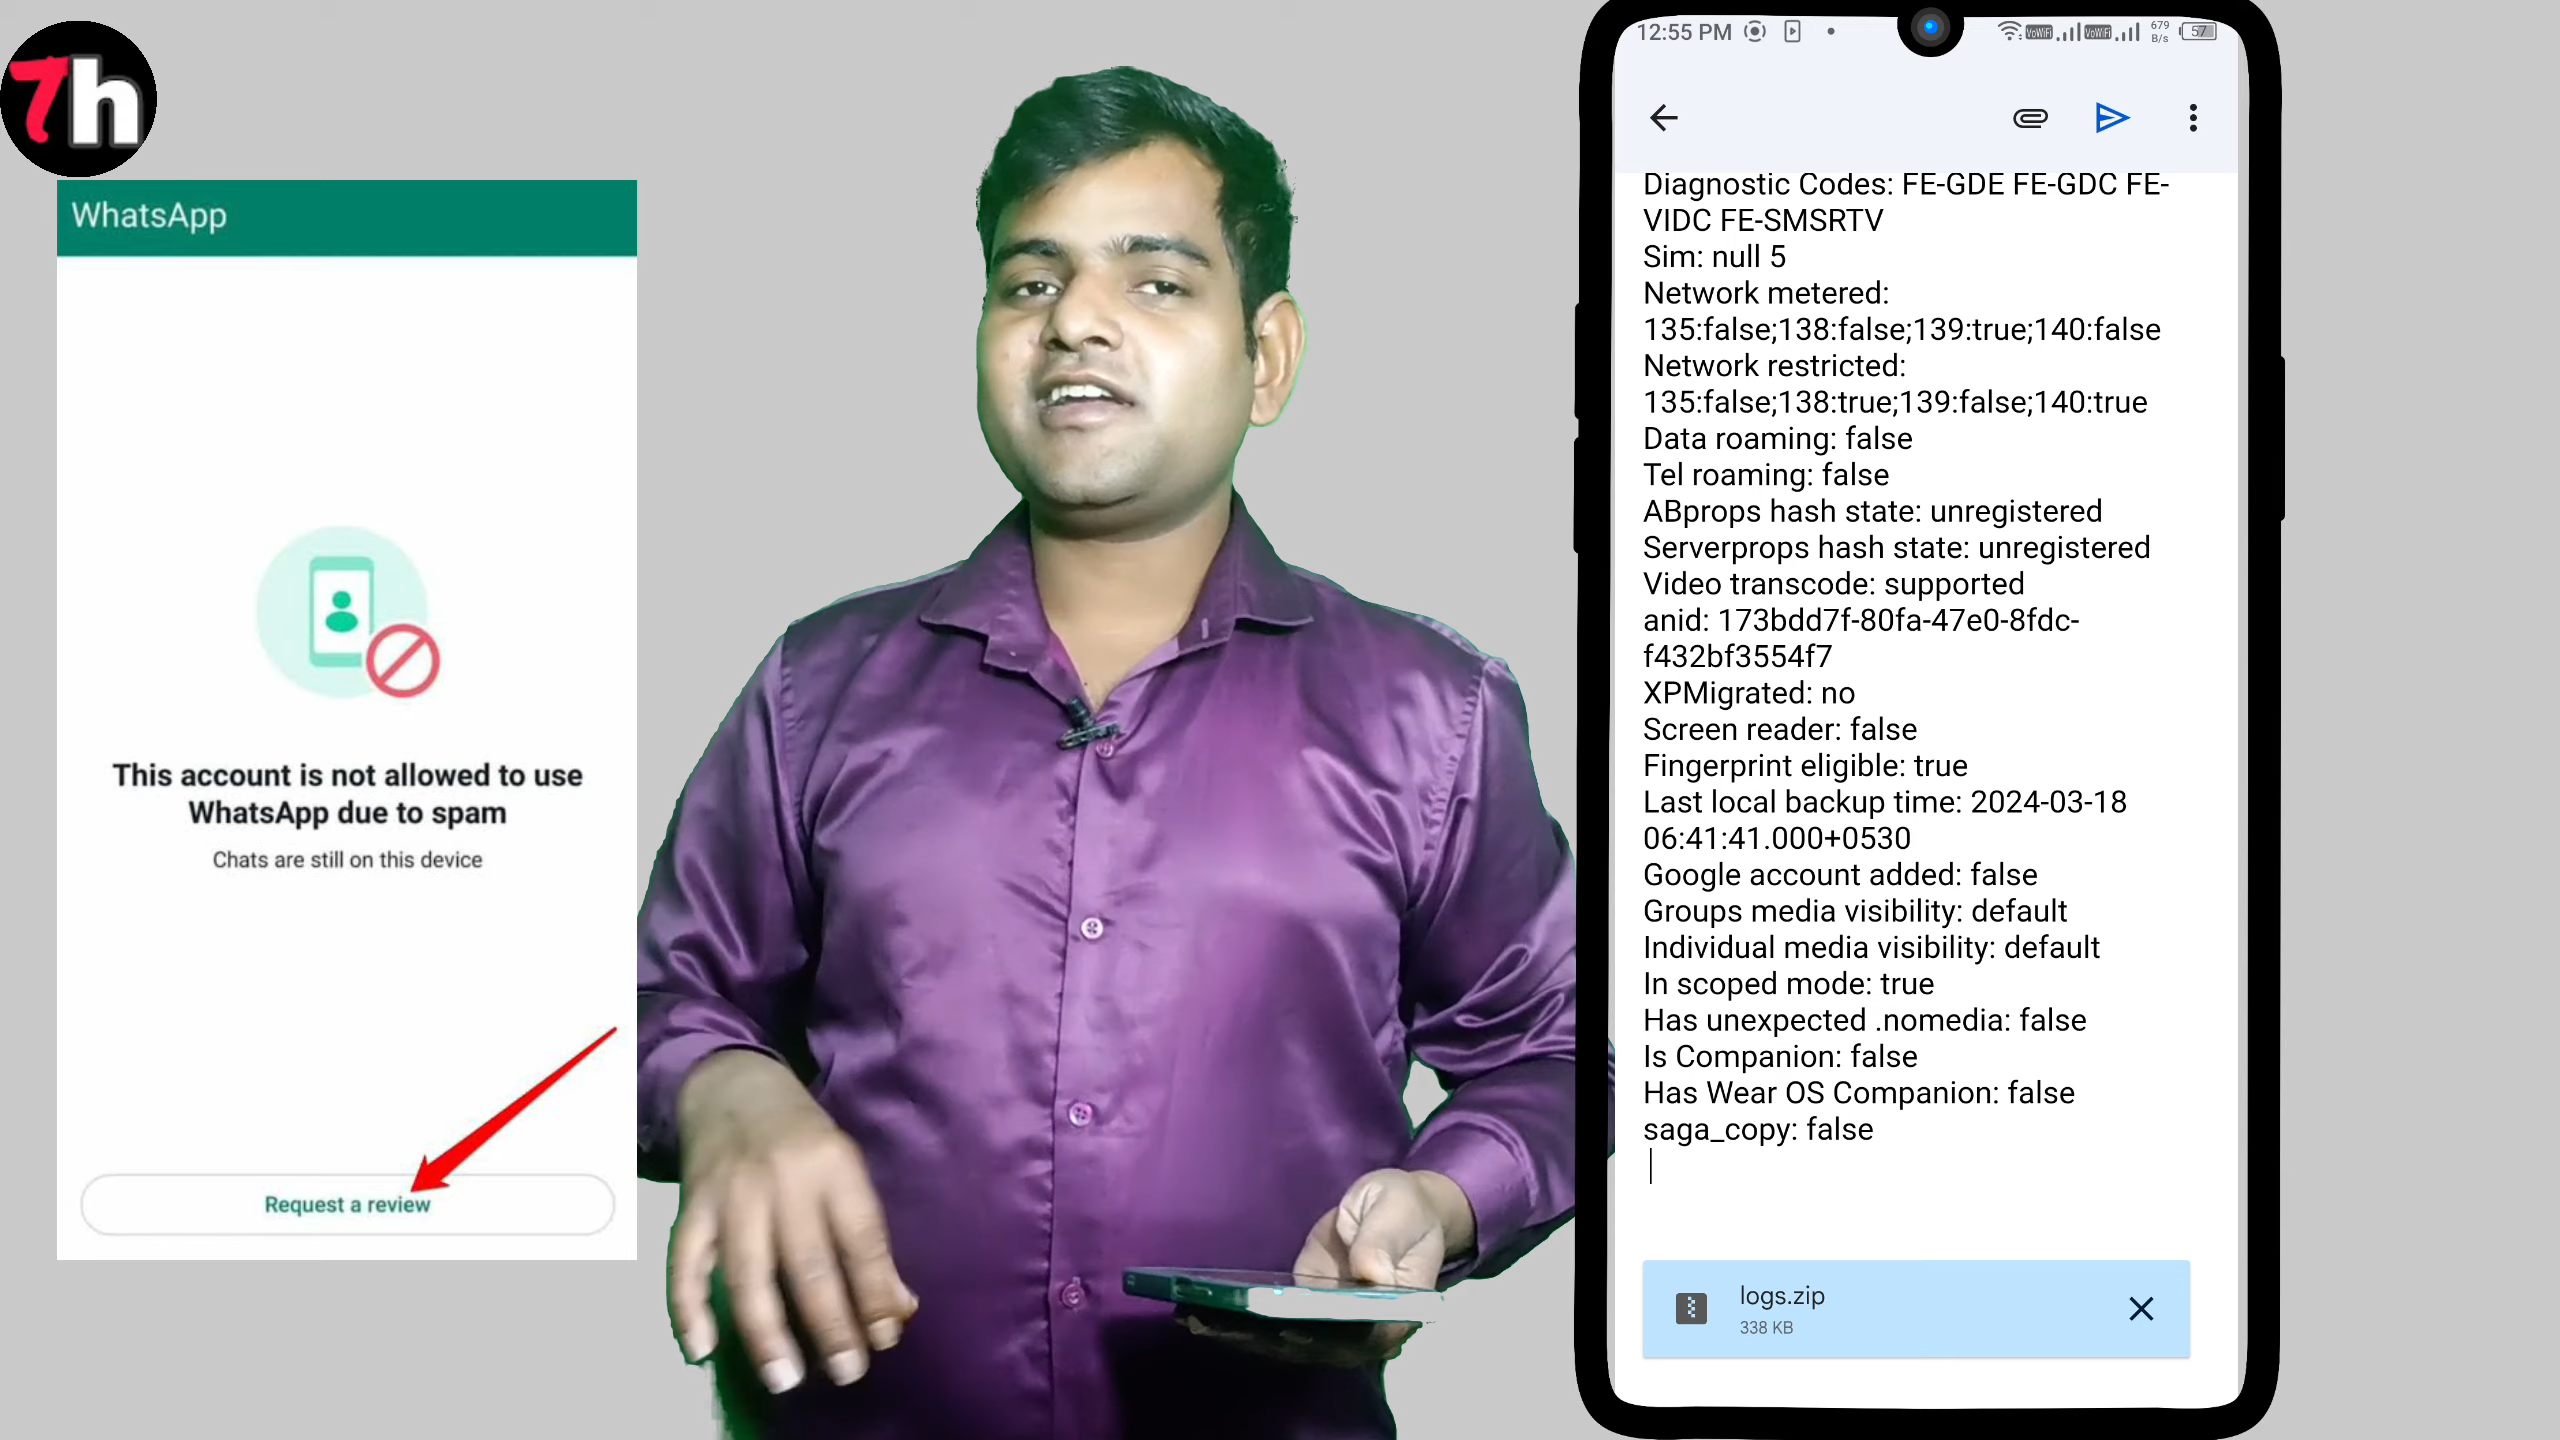 7h
WhatsApp
This account is not allowed to use
WhatsApp due to spam
Chats are still on this device
Request a review
12:55 PM
VoWiFi
VoWiFi
679
B/s
57
Diagnostic Codes: FE-GDE FE-GDC FE-
VIDC FE-SMSRTV
Sim: null 5
Network metered:
135:false;138:false;139:true;140:false
Network restricted:
135:false;138:true;139:false;140:true
Data roaming: false
Tel roaming: false
ABprops hash state: unregistered
Serverprops hash state: unregistered
Video transcode: supported
anid: 173bdd7f-80fa-47e0-8fdc-
f432bf3554f7
XPMigrated: no
Screen reader: false
Fingerprint eligible: true
Last local backup time: 2024-03-18
06:41:41.000+0530
Google account added: false
Groups media visibility: default
Individual media visibility: default
In scoped mode: true
Has unexpected .nomedia: false
Is Companion: false
Has Wear OS Companion: false
saga_copy: false
logs.zip
338 KB